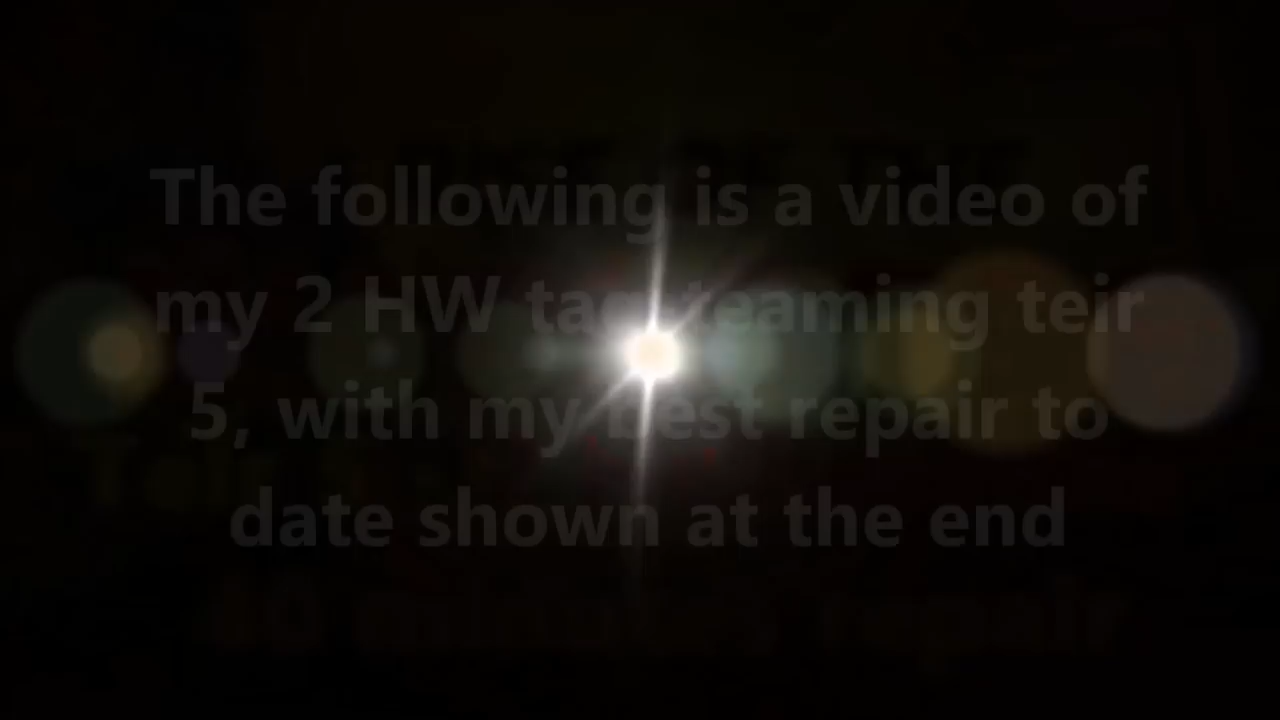 The following is a video of
my 2 HW tag teaming teir
5, with my best repair to
date shown at the end